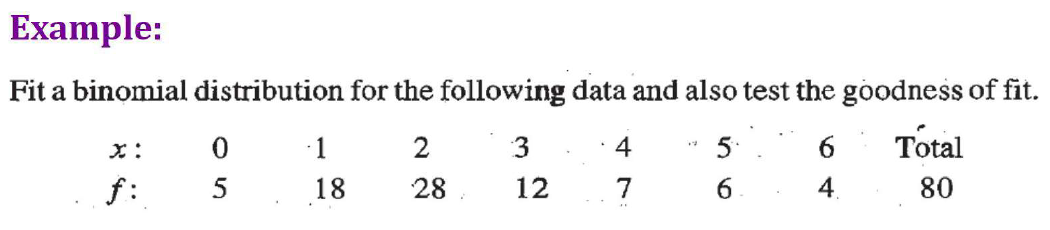 Example:
Fit a binomial distribution for the following data and also test the goodness of fit.
x: 0 1 2 3 4 5 6 Total
f: 5 18 28 12 7 6 4 80